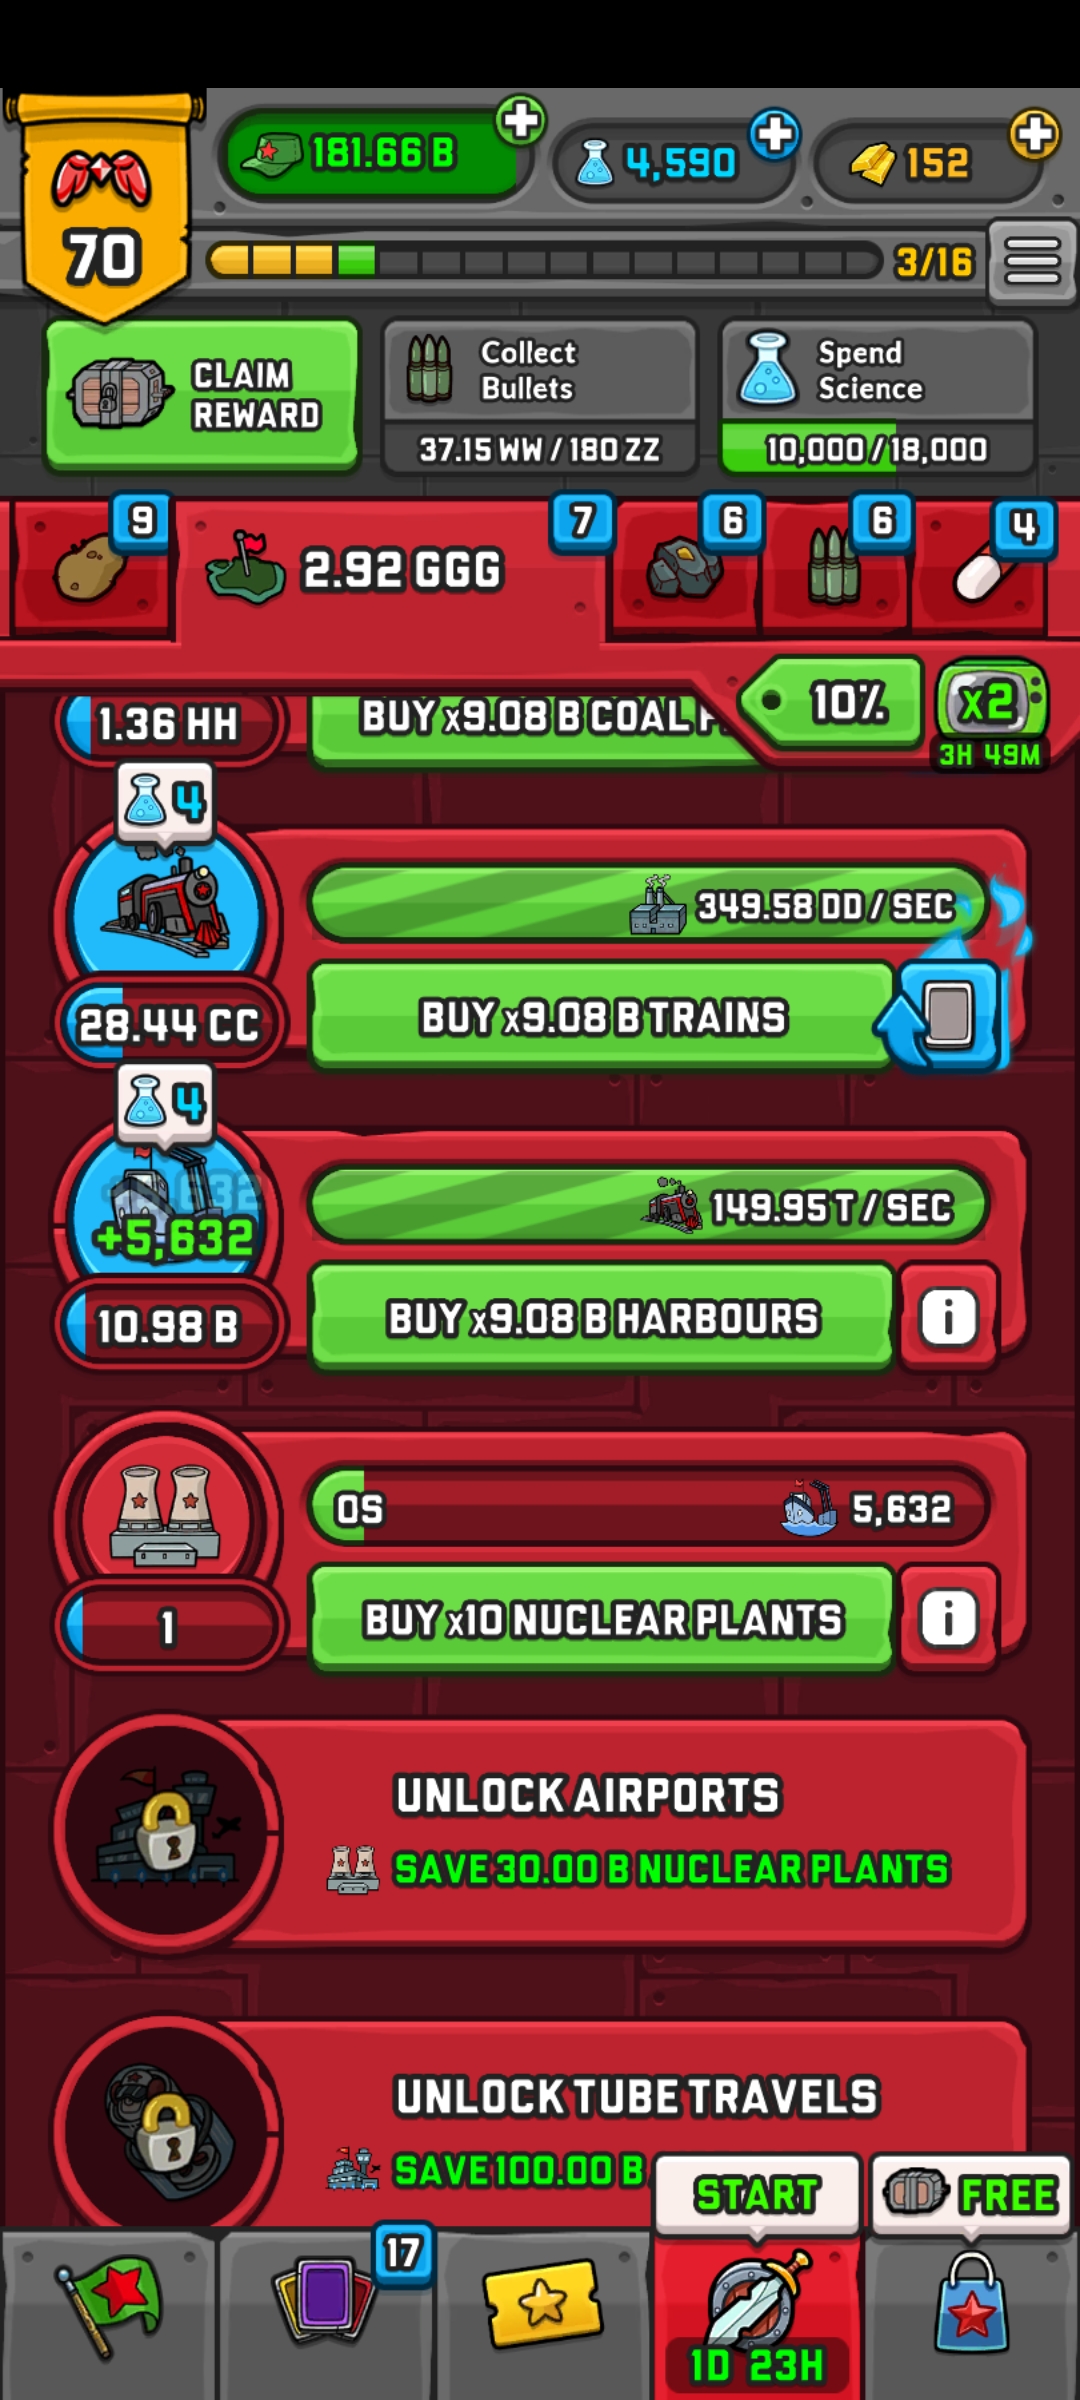 70
181.66 B
4,590
152
3/16
CLAIM
REWARD
Collect
Bullets
37.15 WW / 180 ZZ
Spend
Science
10,000 / 18,000
9
2.92 GGG
7
6
6
4
10%
x2
3H 49M
1.36 HH
BUY x9.08 B COAL
4
349.58 DD / SEC
28.44 CC
BUY x9.08 B TRAINS
4
+5,632
149.95 T / SEC
10.98 B
BUY x9.08 B HARBOURS
i
0S
5,632
1
BUY x10 NUCLEAR PLANTS
i
UNLOCK AIRPORTS
SAVE 30.00 B NUCLEAR PLANTS
UNLOCK TUBE TRAVELS
SAVE 100.00 B
START
FREE
17
1D 23H